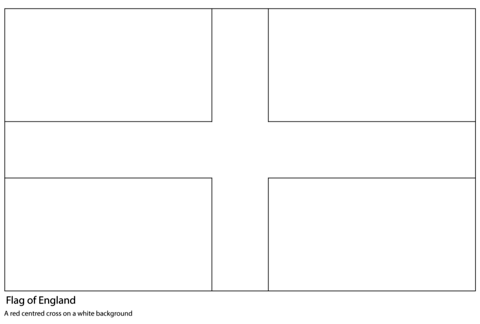 Flag of England
A red centred cross on a white background